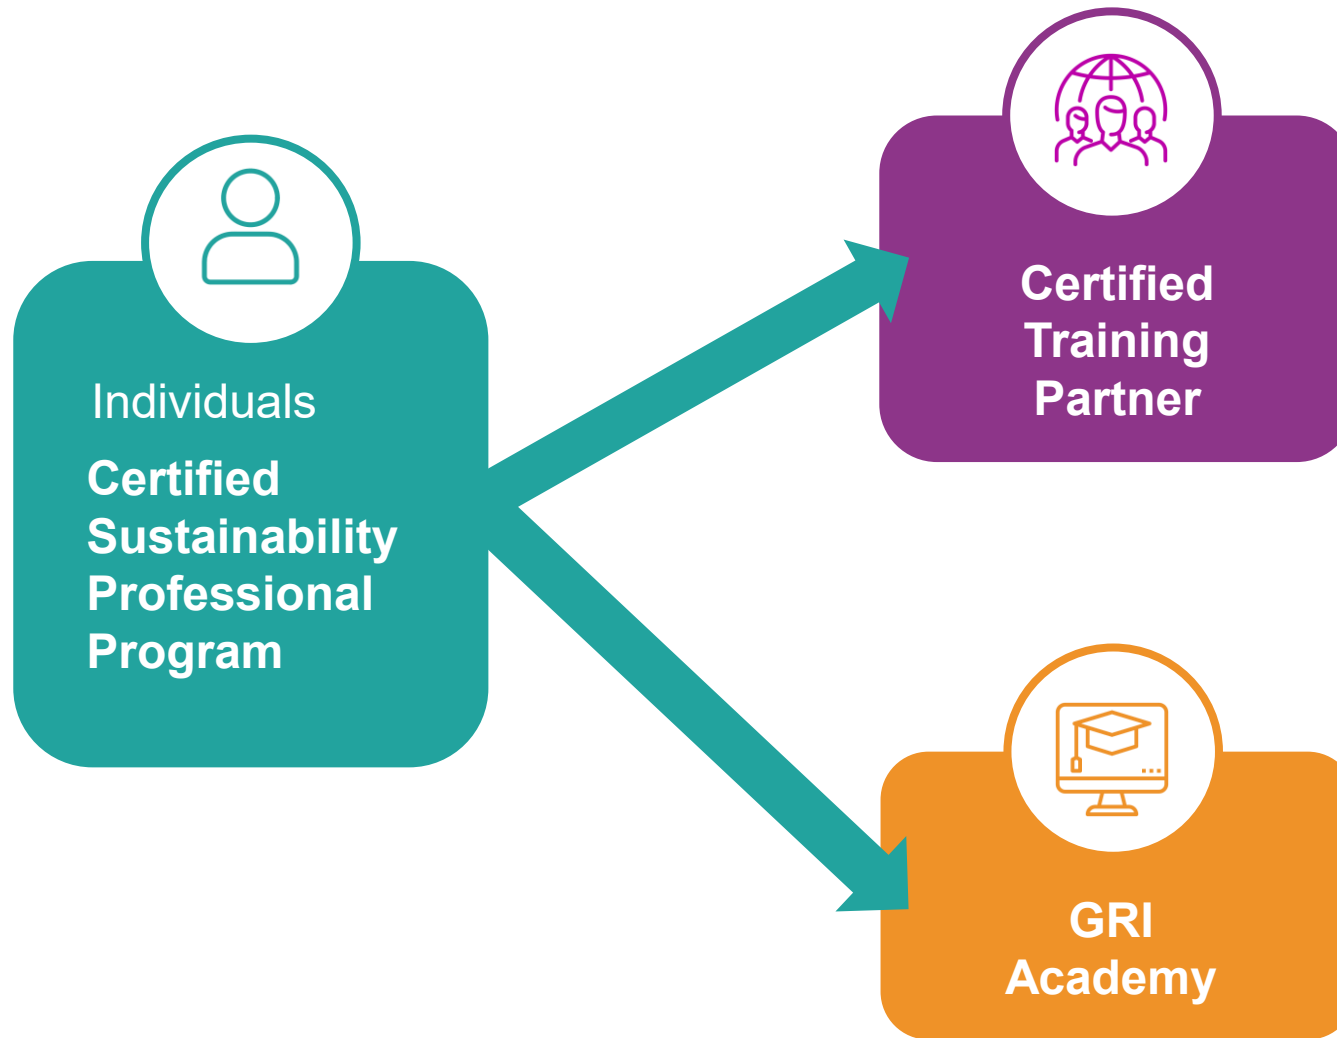 Individuals
Certified
Sustainability
Professional
Program
Certified
Training
Partner
GRI
Academy